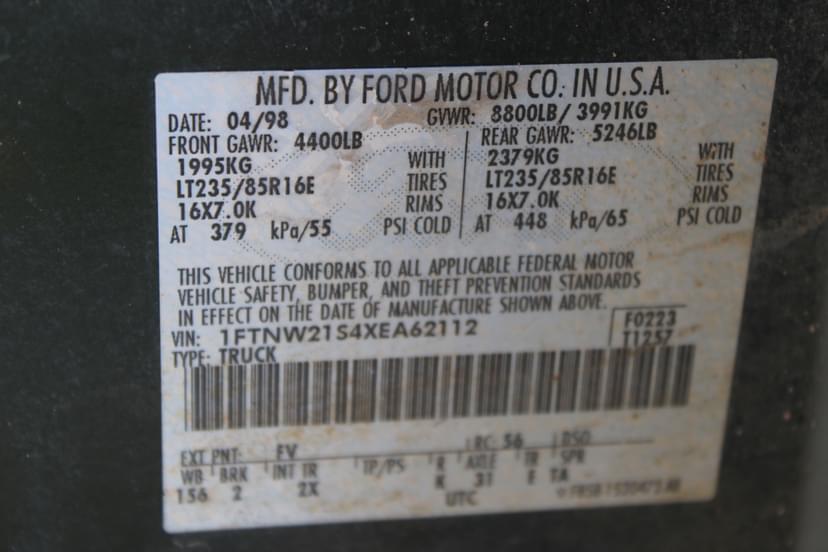 MFD. BY FORD MOTOR CO. IN U.S.A.
DATE: 04/98 GVWR: 8800LB/ 3991KG
FRONT GAWR: 4400LB REAR GAWR: 5246LB
1995KG WITH 2379KG WITH
LT235/85R16E TIRES LT235/85R16E TIRES
16X7.0K RIMS 16X7.0K RIMS
AT 379 kPa/55 PSI COLD AT 448 kPa/65 PSI COLD
THIS VEHICLE CONFORMS TO ALL APPLICABLE FEDERAL MOTOR
VEHICLE SAFETY, BUMPER, AND THEFT PREVENTION STANDARDS
IN EFFECT ON THE DATE OF MANUFACTURE SHOWN ABOVE.
VIN: 1FTNW21S4XEA62112 F0223
TYPE: TRUCK T1257
EXT PNT: FV RC: 56 DSO
WB BRK INT TR TP/PS R AXLE TR SPR
156 2 2X K 31 E TA
UTC